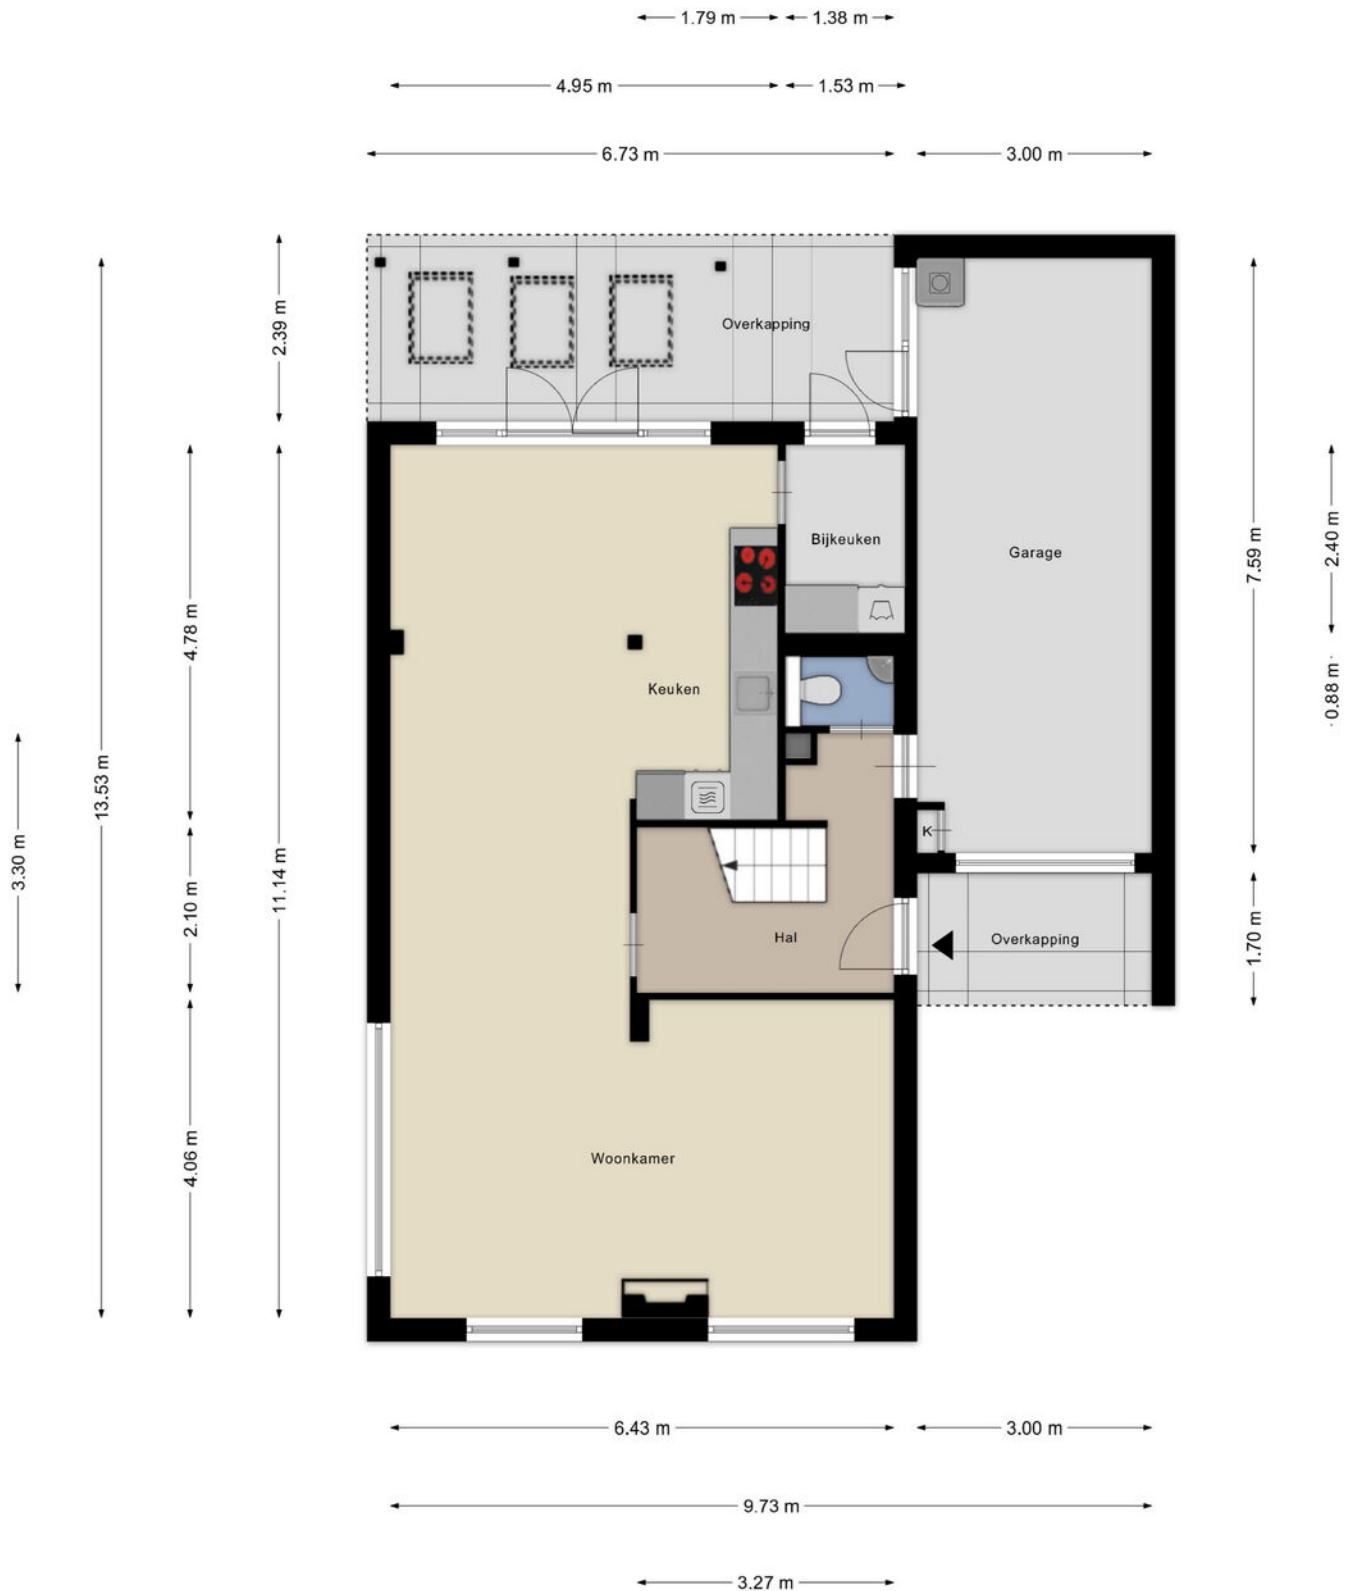 1.79 m 1.38 m
4.95 m 1.53 m
6.73 m 3.00 m
2.39 m
Overkapping
13.53 m
4.78 m
11.14 m
3.30 m
2.10 m
4.06 m
Bijkeuken
Garage
Keuken
K
Hal
Overkapping
Woonkamer
7.59 m
2.40 m
0.88 m
1.70 m
6.43 m 3.00 m
9.73 m
3.27 m